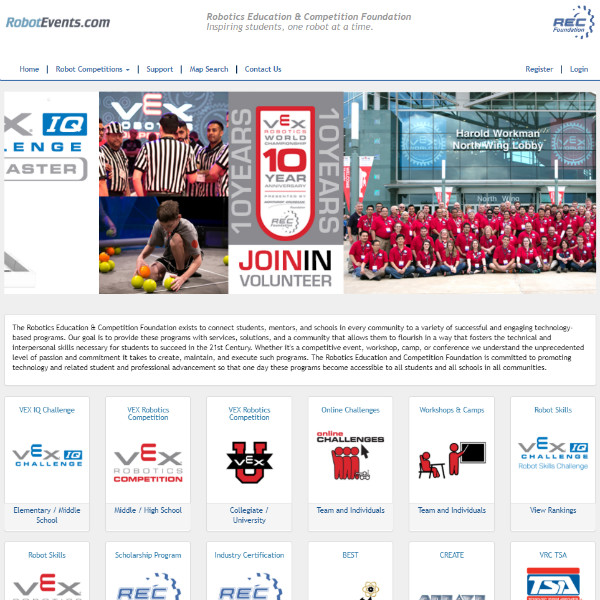 RobotEvents.com
Robotics Education & Competition Foundation
Inspiring students, one robot at a time.
REC
Foundation
Home | Robot Competitions | Support | Map Search | Contact Us
Register | Login
IQ
LENGE
ASTER
VEX
10 YEARS
VEX
ROBOTICS
WORLD
CHAMPIONSHIP
10
YEAR
ANNIVERSARY
PRESENTED BY
REC
Foundation
10 YEARS
JOININ
VOLUNTEER
Harold Workman
North Wing Lobby
North Wing
The Robotics Education & Competition Foundation exists to connect students, mentors, and schools in every community to a variety of successful and engaging technology-
based programs. Our goal is to provide these programs with services, solutions, and a community that allows them to flourish in a way that fosters the technical and
interpersonal skills necessary for students to succeed in the 21st Century. Whether it's a competitive event, workshop, camp, or conference we understand the unprecedented
level of passion and commitment it takes to create, maintain, and execute such programs. The Robotics Education and Competition Foundation is committed to promoting
technology and related student and professional advancement so that one day these programs become accessible to all students and all schools in all communities.
VEX IQ Challenge
VEX IQ
CHALLENGE
Elementary / Middle
School
VEX Robotics
Competition
VEX
ROBOTICS
COMPETITION
Middle / High School
VEX Robotics
Competition
VEX U
Collegiate /
University
Online Challenges
online
CHALLENGES
Team and Individuals
Workshops & Camps
Team and Individuals
Robot Skills
VEX IQ
CHALLENGE
Robot Skills Challenge
View Rankings
Robot Skills
VEX
Scholarship Program
REC
Industry Certification
REC
BEST
CREATE
VRC TSA
TSA